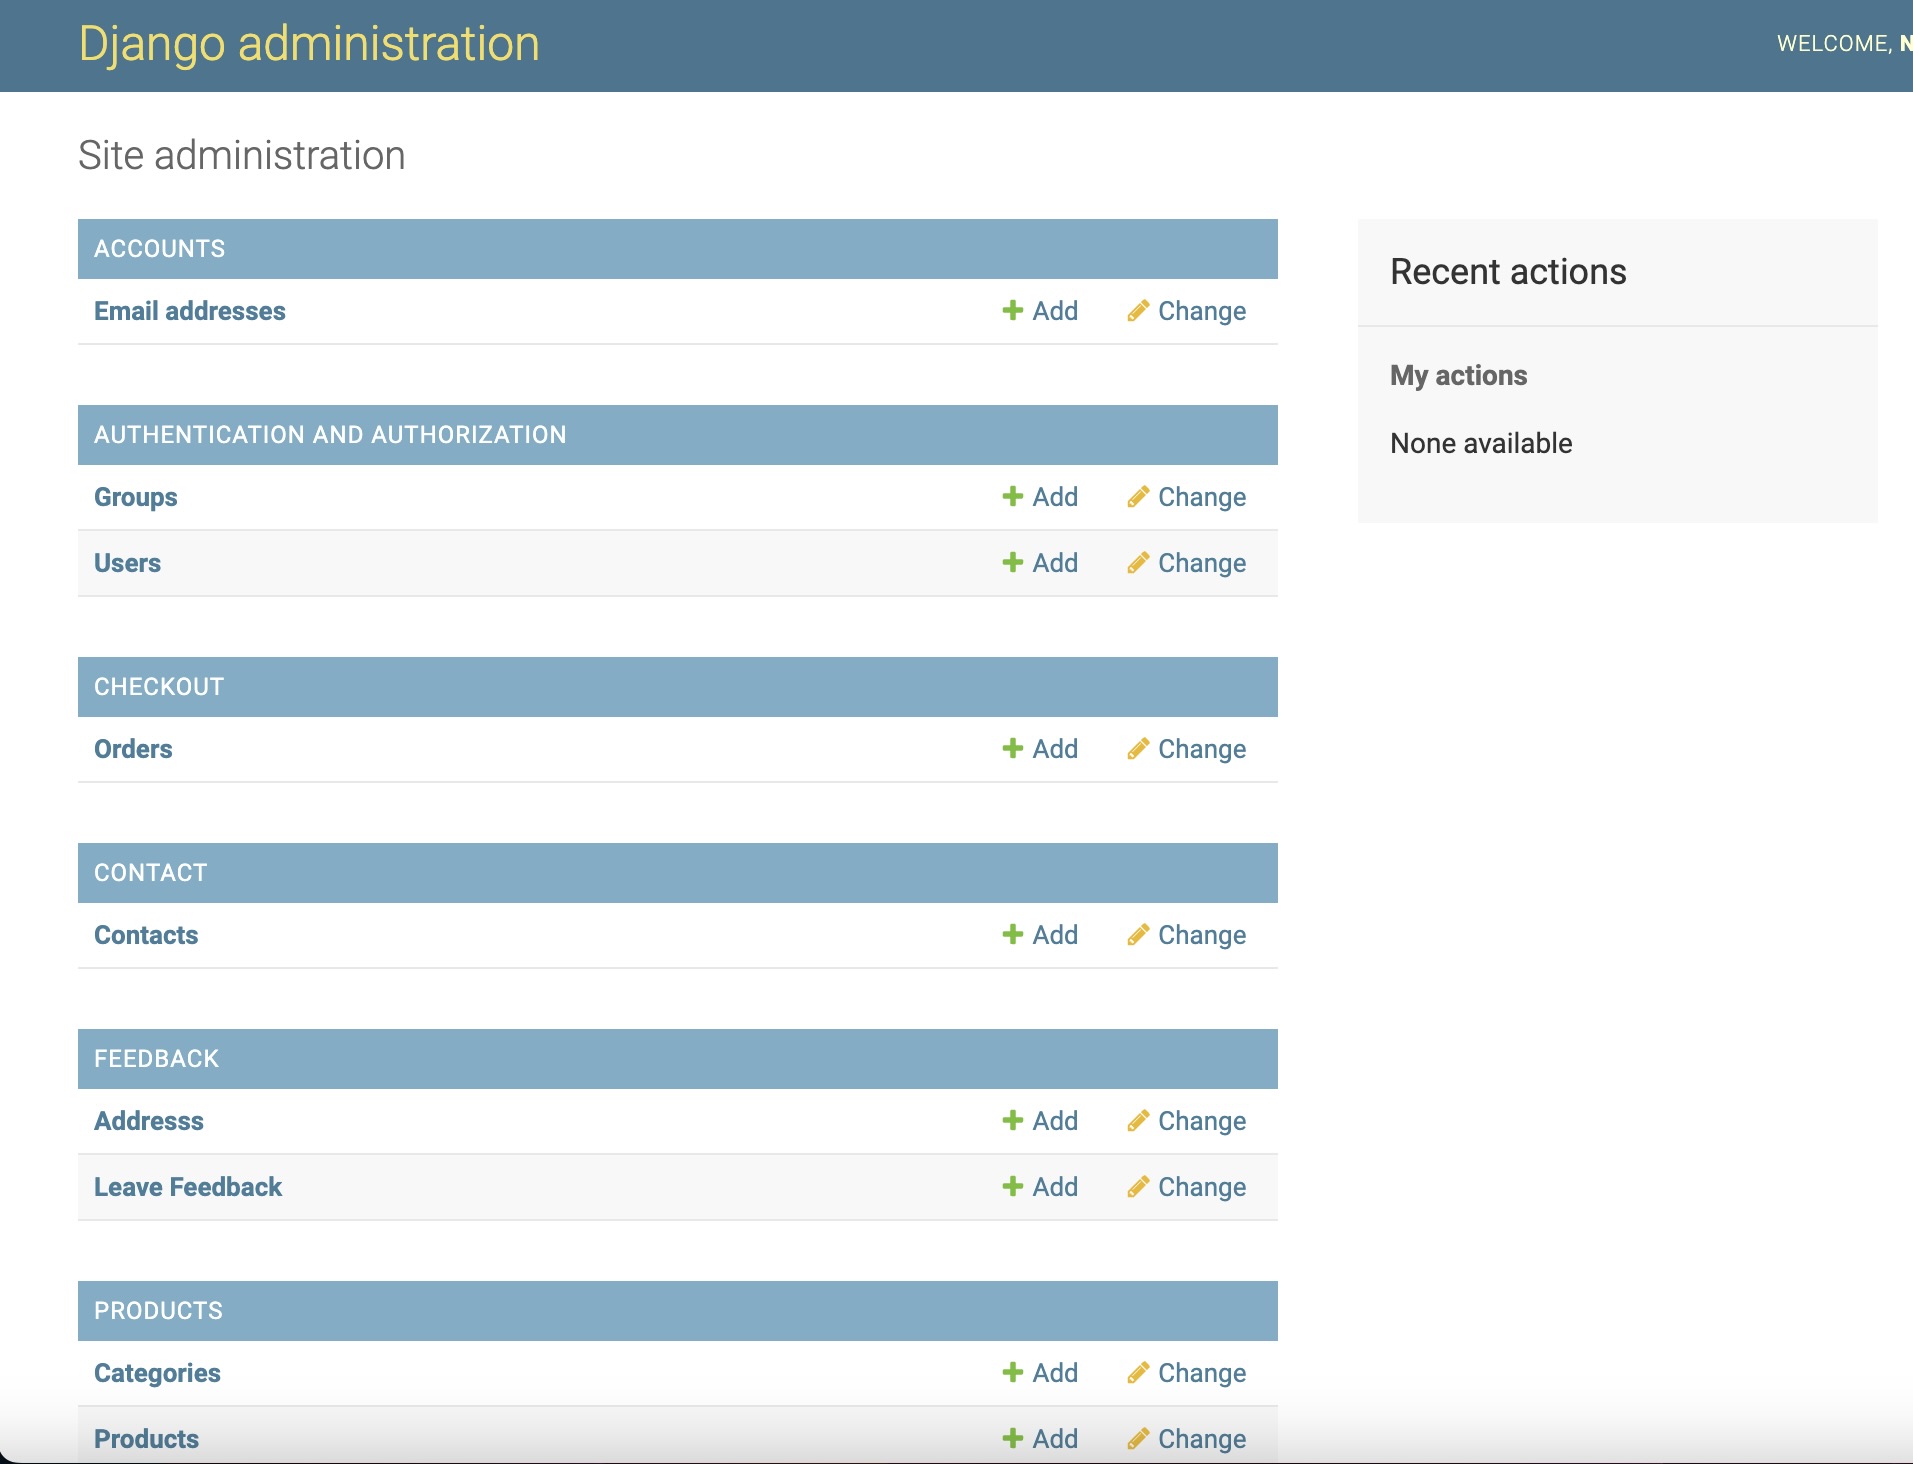 Django administration
WELCOME, N
Site administration
ACCOUNTS
Email addresses Add Change
AUTHENTICATION AND AUTHORIZATION
Groups Add Change
Users Add Change
CHECKOUT
Orders Add Change
CONTACT
Contacts Add Change
FEEDBACK
Addresss Add Change
Leave Feedback Add Change
PRODUCTS
Categories Add Change
Products Add Change
Recent actions
My actions
None available